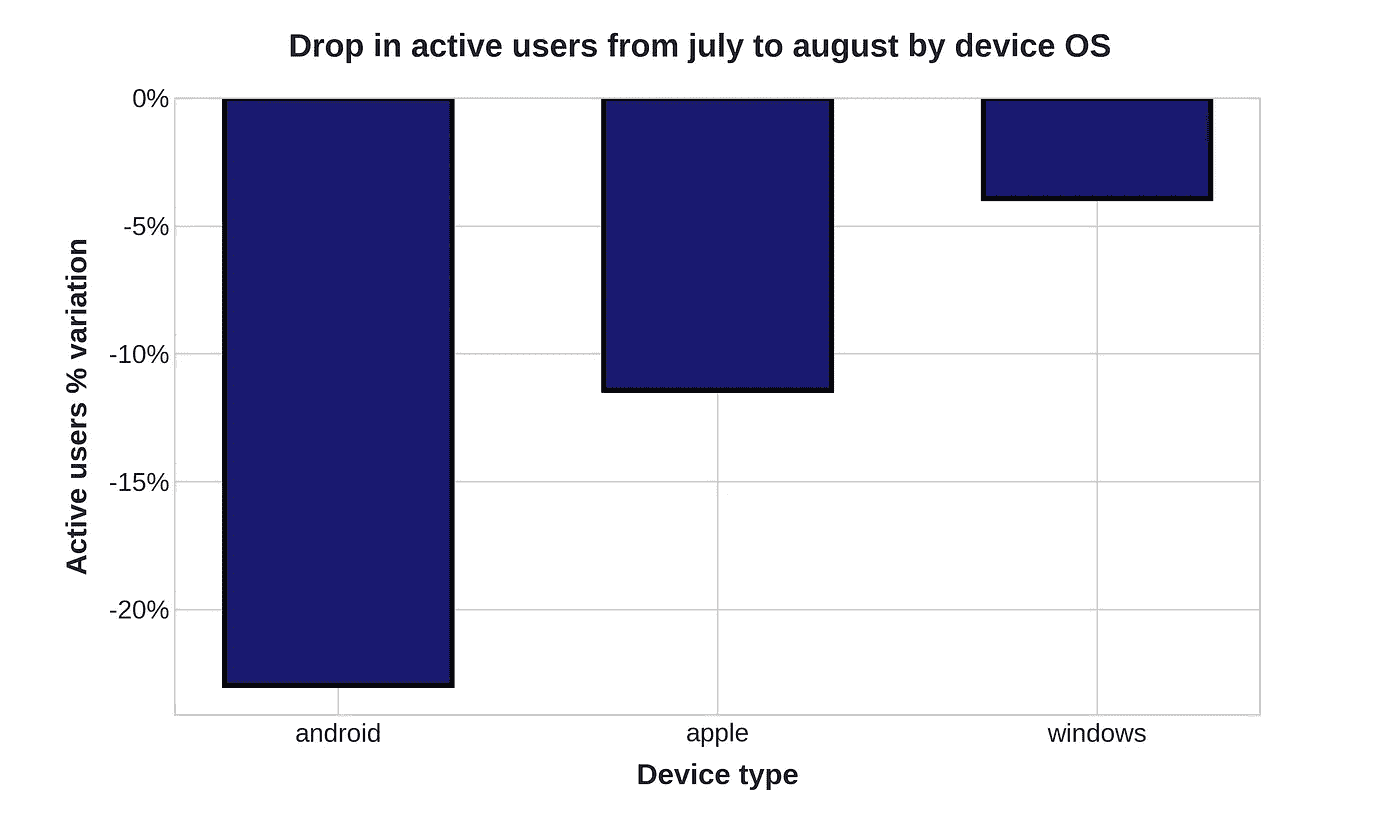 Drop in active users from july to august by device OS
0%
-5%
-10%
-15%
-20%
Active users % variation
android
apple
windows
Device type